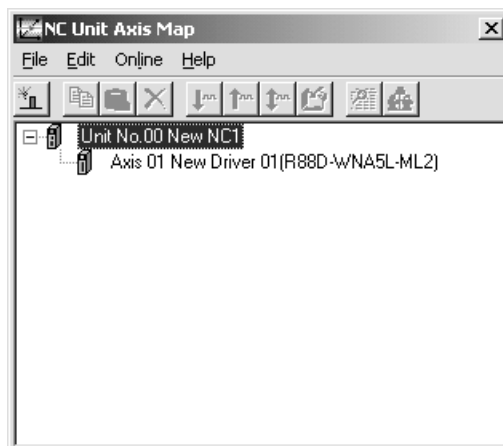 NC Unit Axis Map
File Edit Online Help
Unit No.00 New NC1
Axis 01 New Driver 01(R88D-WNA5L-ML2)